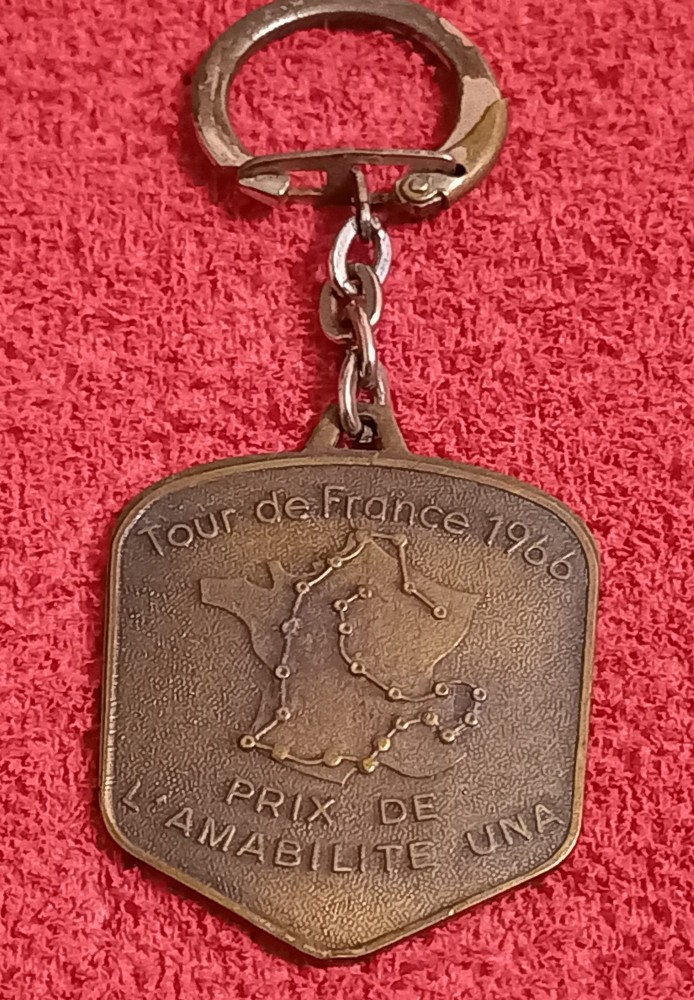 Tour de France 1966
PRIX DE
L'AMABILITE UNA